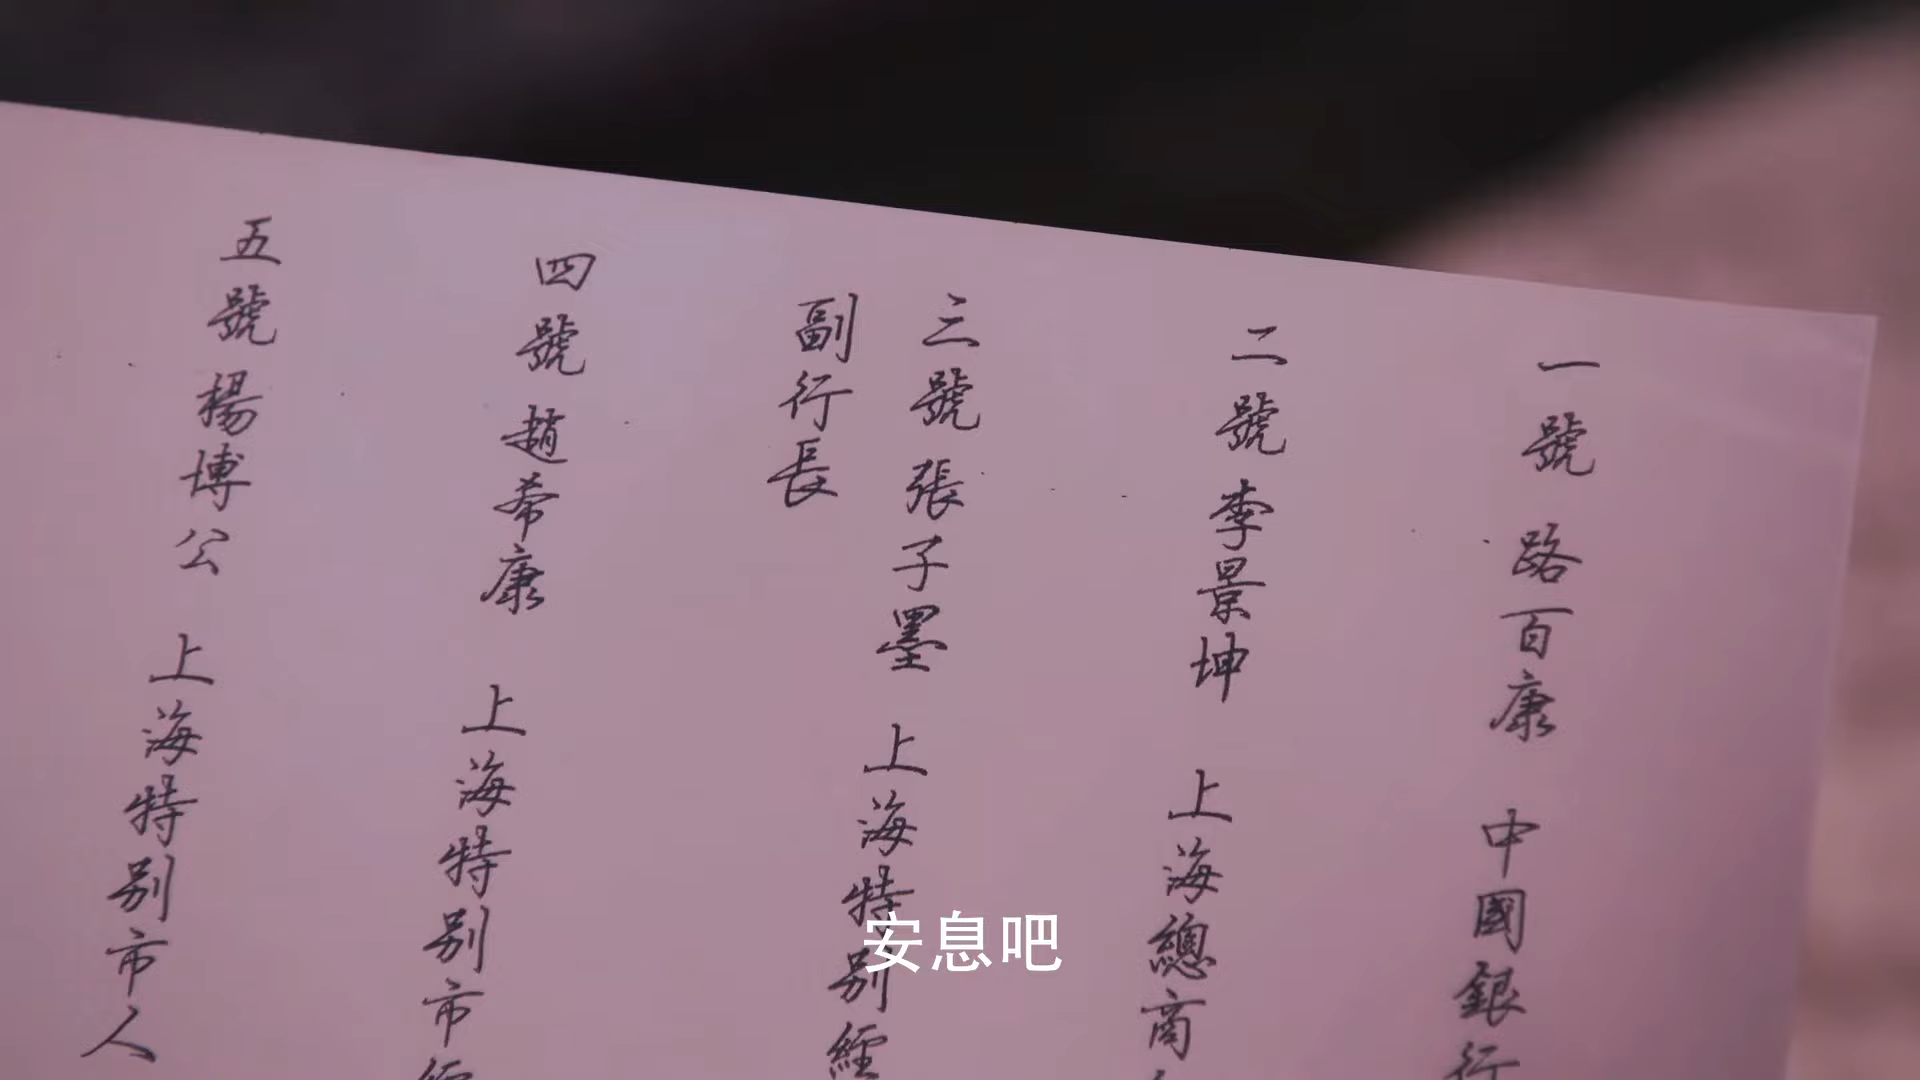 一號 路百康 中國銀行
二號 李景坤 上海總商
三號 張子墨 上海特別經
副行長
四號 趙希康 上海特別市
五號 楊博公 上海特別市人
安息吧